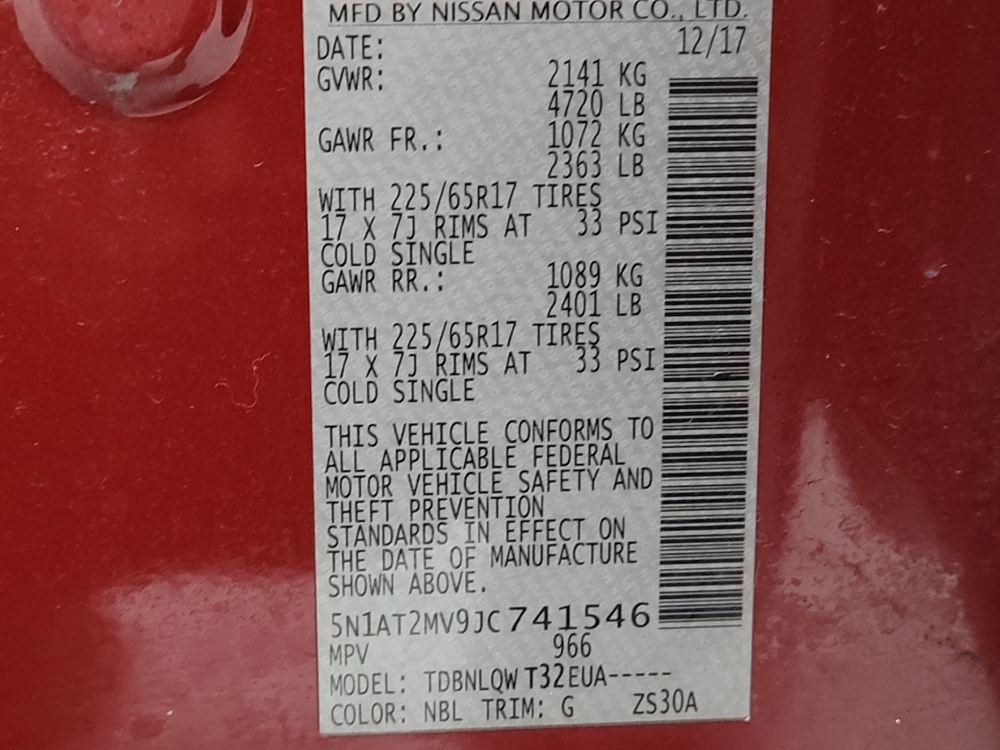 MFD BY NISSAN MOTOR CO., LTD.
DATE: 12/17
GVWR: 2141 KG
4720 LB
GAWR FR.: 1072 KG
2363 LB
WITH 225/65R17 TIRES
17 X 7J RIMS AT 33 PSI
COLD SINGLE
GAWR RR.: 1089 KG
2401 LB
WITH 225/65R17 TIRES
17 X 7J RIMS AT 33 PSI
COLD SINGLE
THIS VEHICLE CONFORMS TO
ALL APPLICABLE FEDERAL
MOTOR VEHICLE SAFETY AND
THEFT PREVENTION
STANDARDS IN EFFECT ON
THE DATE OF MANUFACTURE
SHOWN ABOVE.
5N1AT2MV9JC741546
MPV 966
MODEL: TDBNLQW T32EUA-----
COLOR: NBL TRIM: G ZS30A